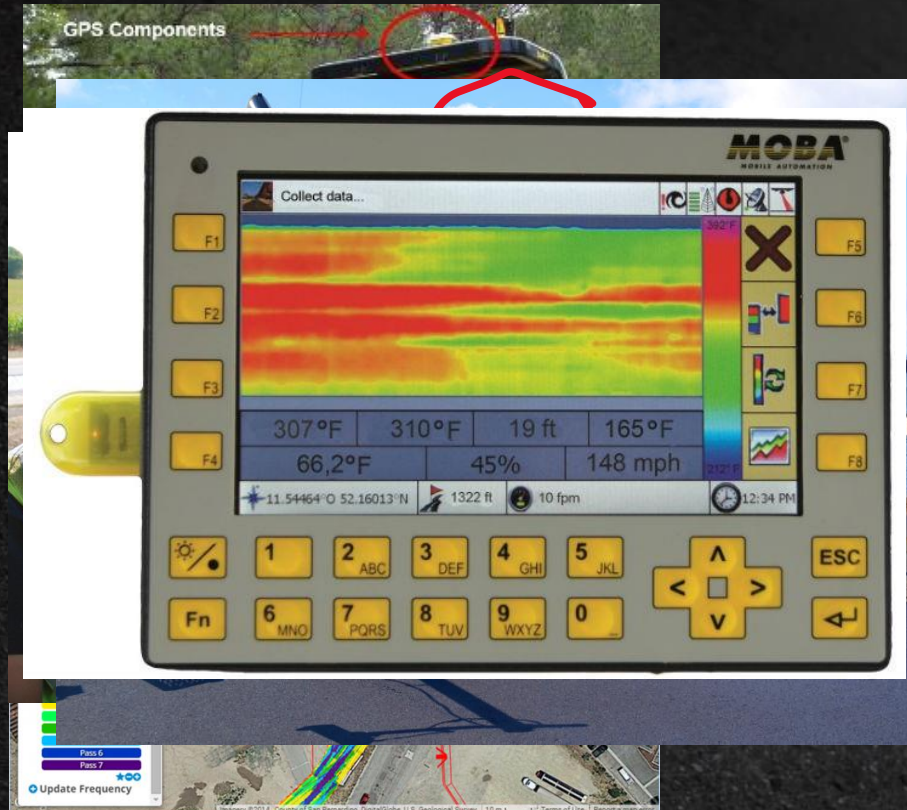 GPS Components
MOBA®
MOBILE AUTOMATION
Collect data...
392°F
F1
F5
F2
F6
F3
F7
F4
F8
307°F 310°F 19 ft 165°F
66,2°F 45% 148 mph
11.54464°O 52.16013°N 1322 ft 10 fpm 12:34 PM
1 2 ABC 3 DEF 4 GHI 5 JKL ESC
Fn 6 MNO 7 PQRS 8 TUV 9 WXYZ 0
Pass 6
Pass 7
Update Frequency